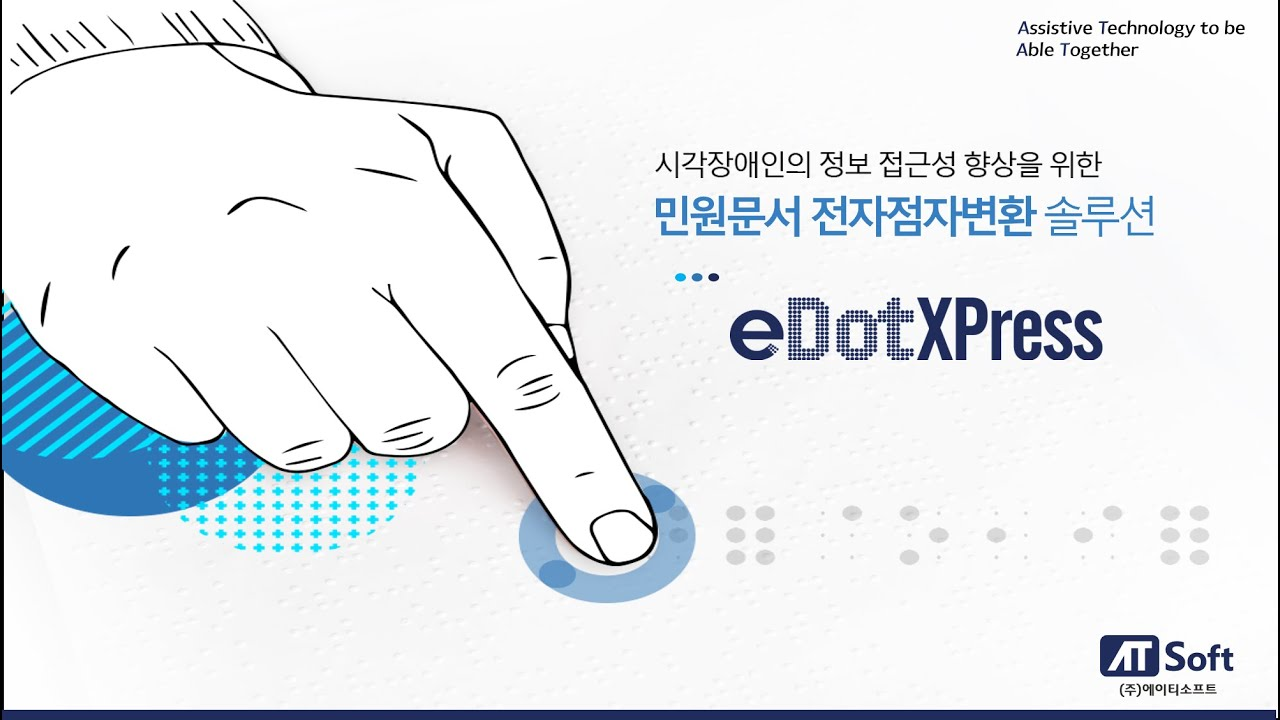 Assistive Technology to be
Able Together
시각장애인의 정보 접근성 향상을 위한
민원문서 전자점자변환 솔루션
eDotXPress
AT Soft
(주)에이티소프트